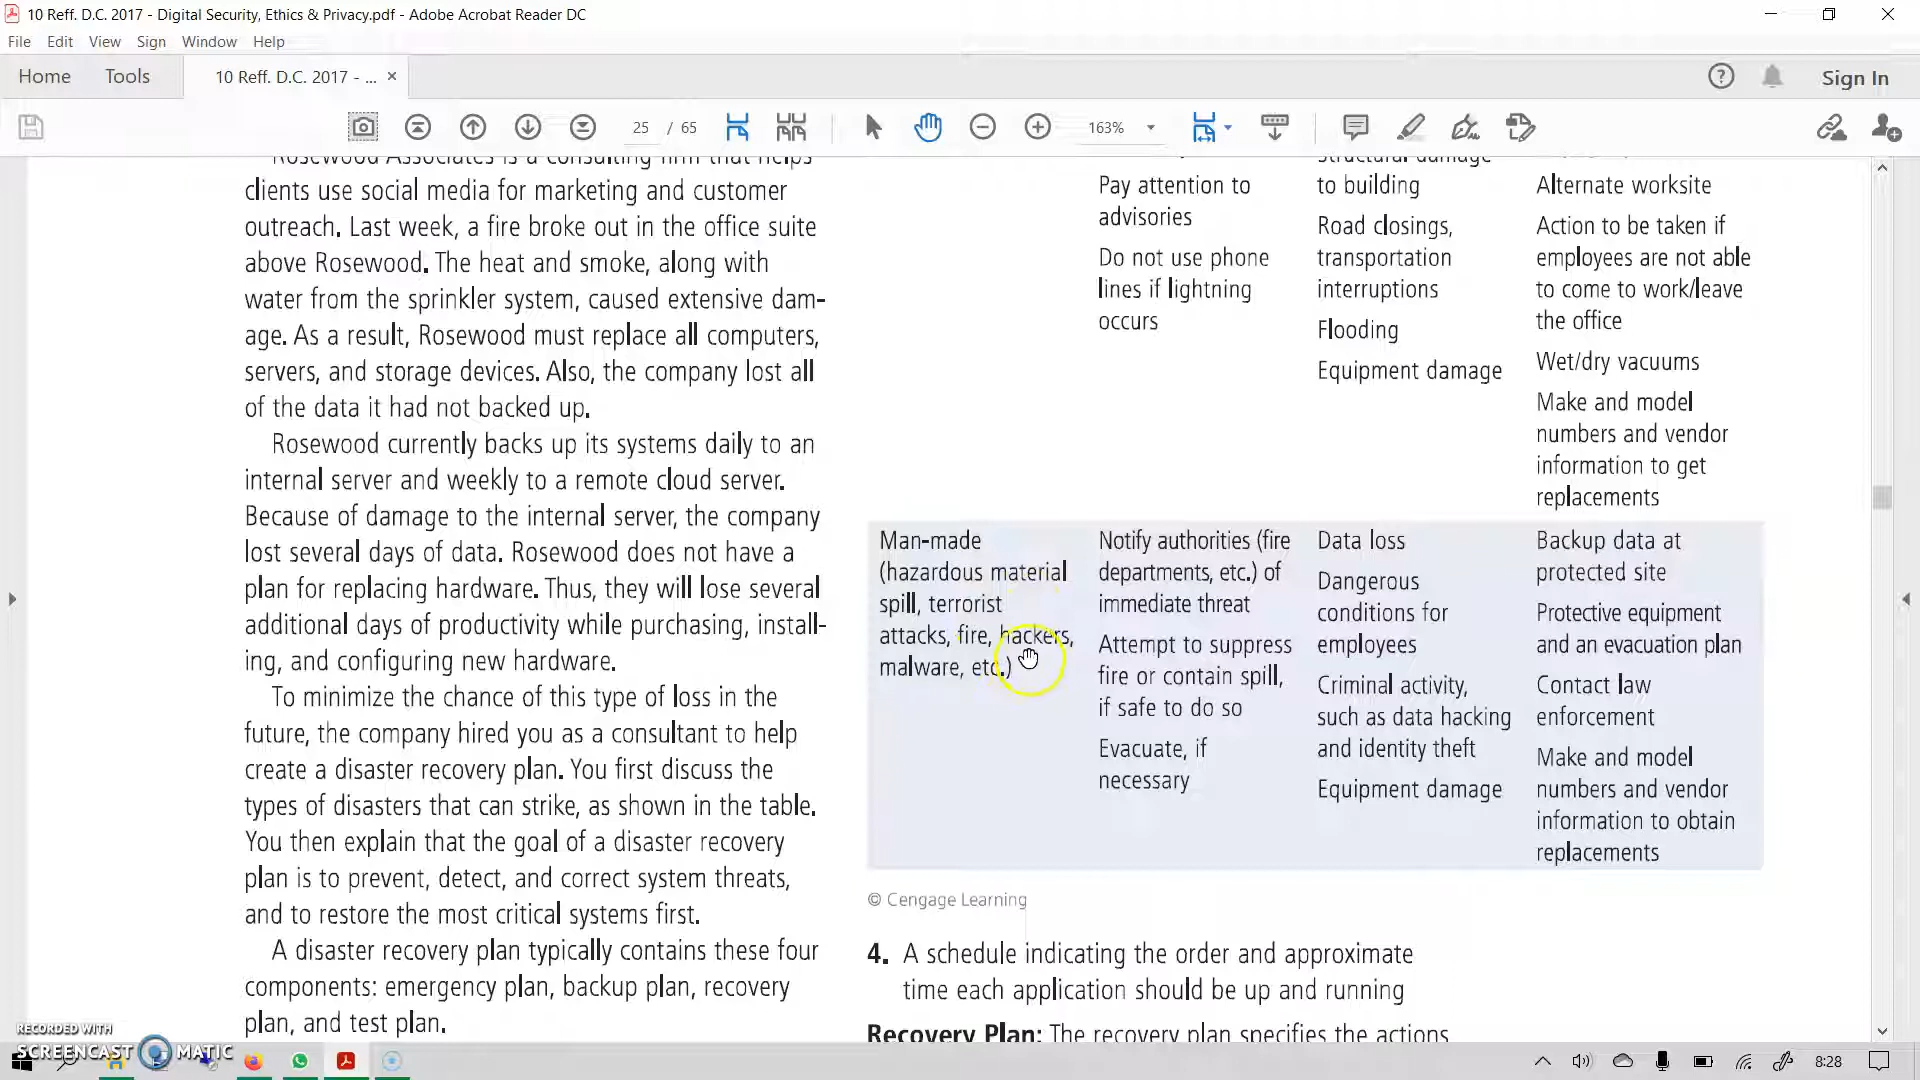 10 Reff. D.C. 2017 - Digital Security, Ethics & Privacy.pdf - Adobe Acrobat Reader DC
File Edit View Sign Window Help
Home Tools 10 Reff. D.C. 2017 - ... × Sign In
25 / 65 163%
Rosewood Associates is a consulting firm that helps
clients use social media for marketing and customer
outreach. Last week, a fire broke out in the office suite
above Rosewood. The heat and smoke, along with
water from the sprinkler system, caused extensive dam-
age. As a result, Rosewood must replace all computers,
servers, and storage devices. Also, the company lost all
of the data it had not backed up.
Rosewood currently backs up its systems daily to an
internal server and weekly to a remote cloud server.
Because of damage to the internal server, the company
lost several days of data. Rosewood does not have a
plan for replacing hardware. Thus, they will lose several
additional days of productivity while purchasing, install-
ing, and configuring new hardware.
To minimize the chance of this type of loss in the
future, the company hired you as a consultant to help
create a disaster recovery plan. You first discuss the
types of disasters that can strike, as shown in the table.
You then explain that the goal of a disaster recovery
plan is to prevent, detect, and correct system threats,
and to restore the most critical systems first.
A disaster recovery plan typically contains these four
components: emergency plan, backup plan, recovery
plan, and test plan.
Pay attention to
advisories
Do not use phone
lines if lightning
occurs
Structural damage
to building
Road closings,
transportation
interruptions
Flooding
Equipment damage
Alternate worksite
Action to be taken if
employees are not able
to come to work/leave
the office
Wet/dry vacuums
Make and model
numbers and vendor
information to get
replacements
Man-made
(hazardous material
spill, terrorist
attacks, fire, hackers,
malware, etc.)
Notify authorities (fire
departments, etc.) of
immediate threat
Attempt to suppress
fire or contain spill,
if safe to do so
Evacuate, if
necessary
Data loss
Dangerous
conditions for
employees
Criminal activity,
such as data hacking
and identity theft
Equipment damage
Backup data at
protected site
Protective equipment
and an evacuation plan
Contact law
enforcement
Make and model
numbers and vendor
information to obtain
replacements
© Cengage Learning
4. A schedule indicating the order and approximate
time each application should be up and running
Recovery Plan: The recovery plan specifies the actions
RECORDED WITH
SCREENCAST MATIC
8:28